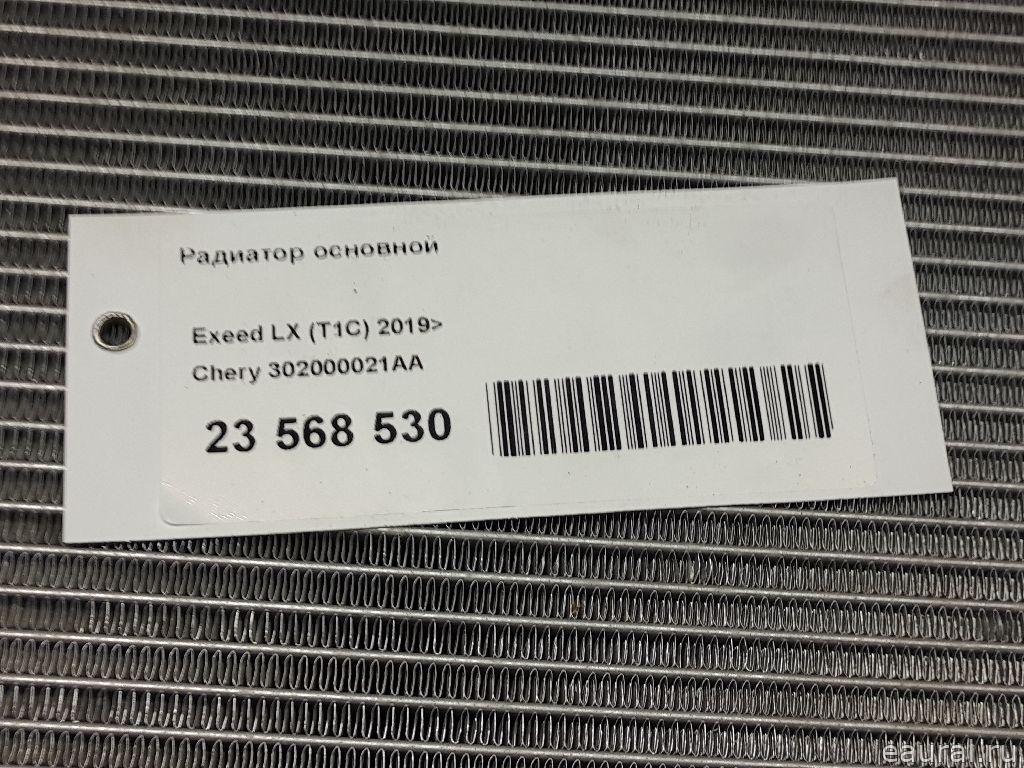 Радиатор основной
Exeed LX (T1C) 2019>
Chery 302000021AA
23 568 530
eaural.ru